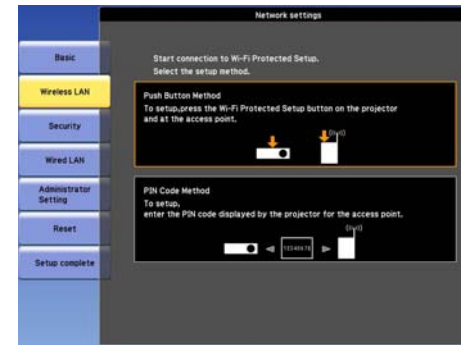 Network settings
Basic
Wireless LAN
Security
Wired LAN
Administrator
Setting
Reset
Setup complete
Start connection to Wi-Fi Protected Setup.
Select the setup method.
Push Button Method
To setup,press the Wi-Fi Protected Setup button on the projector
and at the access point.
PIN Code Method
To setup,
enter the PIN code displayed by the projector for the access point.